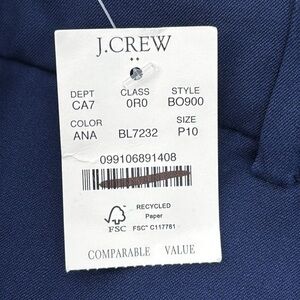 J.CREW
DEPT CLASS STYLE
CA7 0R0 BO900
COLOR SIZE
ANA BL7232 P10
099106891408
RECYCLED
Paper
FSC FSC® C117781
COMPARABLE VALUE